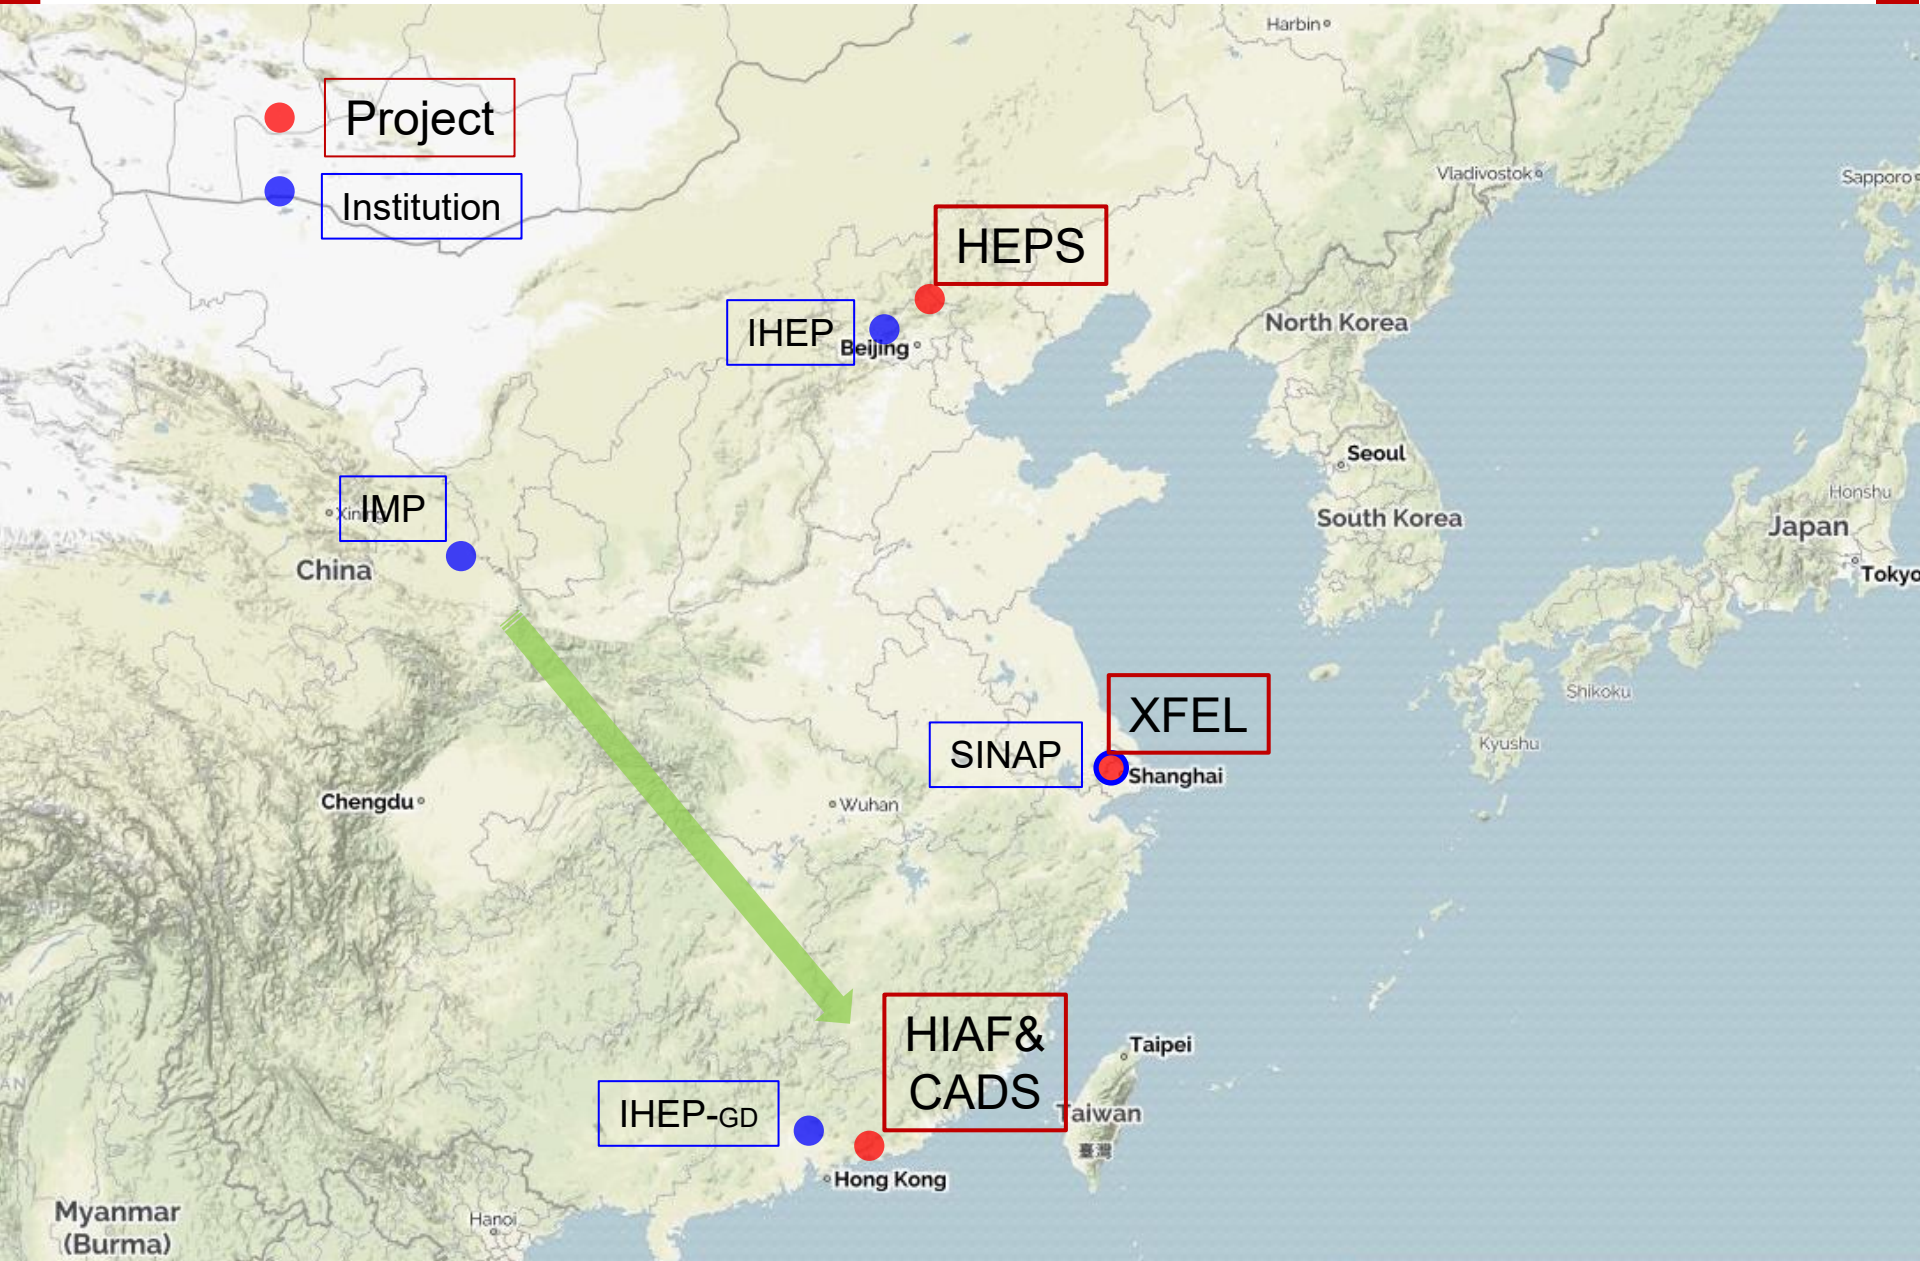 Harbin
Project
Vladivostok
Sapporo
Institution
HEPS
North Korea
IHEP
Beijing
Seoul
Honshu
IMP
South Korea
Japan
China
Tokyo
Shikoku
XFEL
Kyushu
SINAP
Shanghai
Chengdu
Wuhan
HIAF&
CADS
Taipei
IHEP-GD
Taiwan
臺灣
Hong Kong
Myanmar
(Burma)
Hanoi